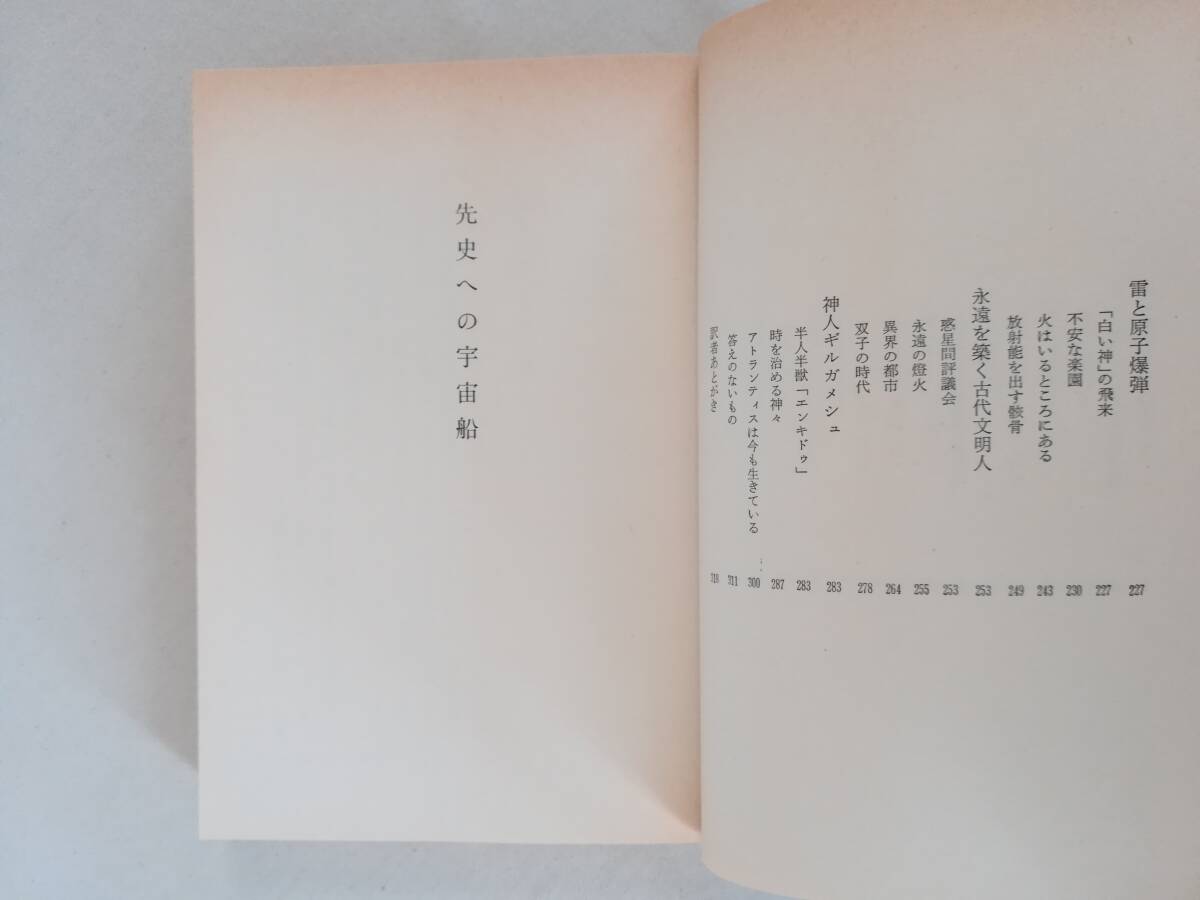 雷と原子爆弾 227
「白い神」の飛来 227
不安な楽園 230
火はいるところにある 243
放射能を出す骸骨 249
永遠を築く古代文明人 253
惑星間評議会 253
永遠の燈火 255
異界の都市 264
双子の時代 278
神人ギルガメシュ 283
半人半獣「エンキドゥ」 283
時を治める神々 287
アトランティスは今も生きている 300
答えのないもの 311
訳者あとがき 318
先史への宇宙船